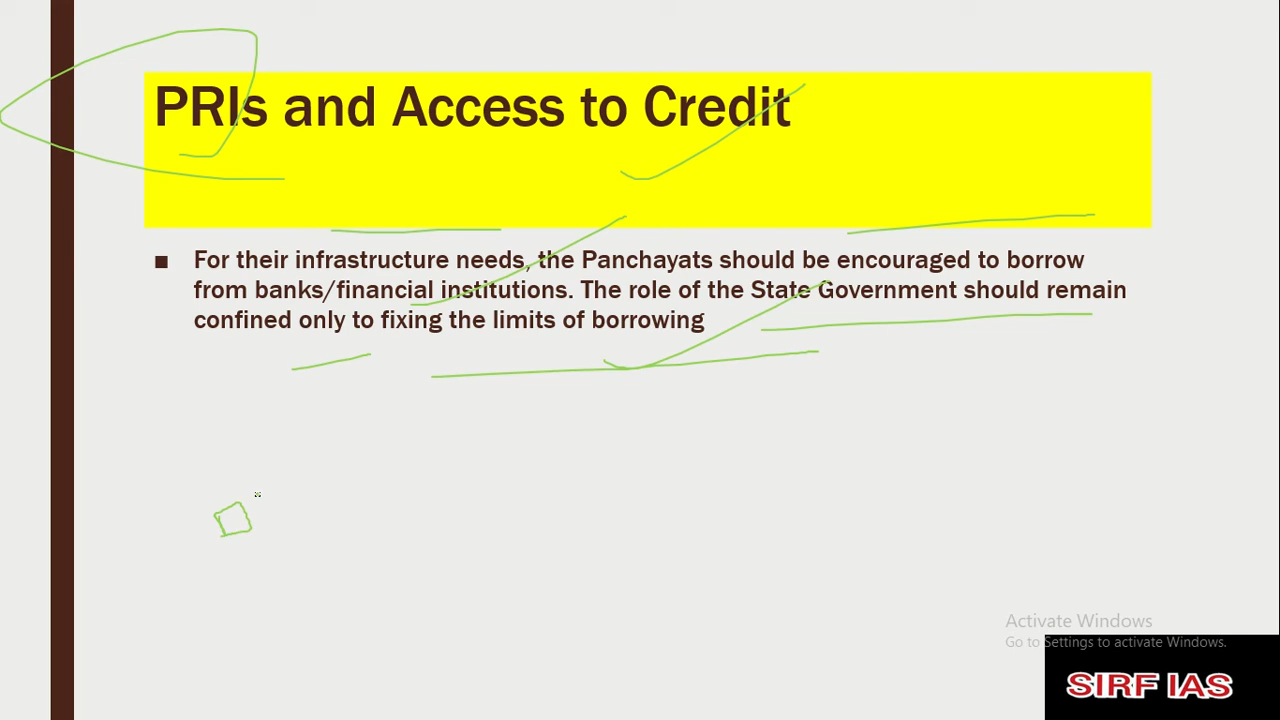 PRIs and Access to Credit
■ For their infrastructure needs, the Panchayats should be encouraged to borrow
from banks/financial institutions. The role of the State Government should remain
confined only to fixing the limits of borrowing
Activate Windows
Go to Settings to activate Windows.
SIRF IAS